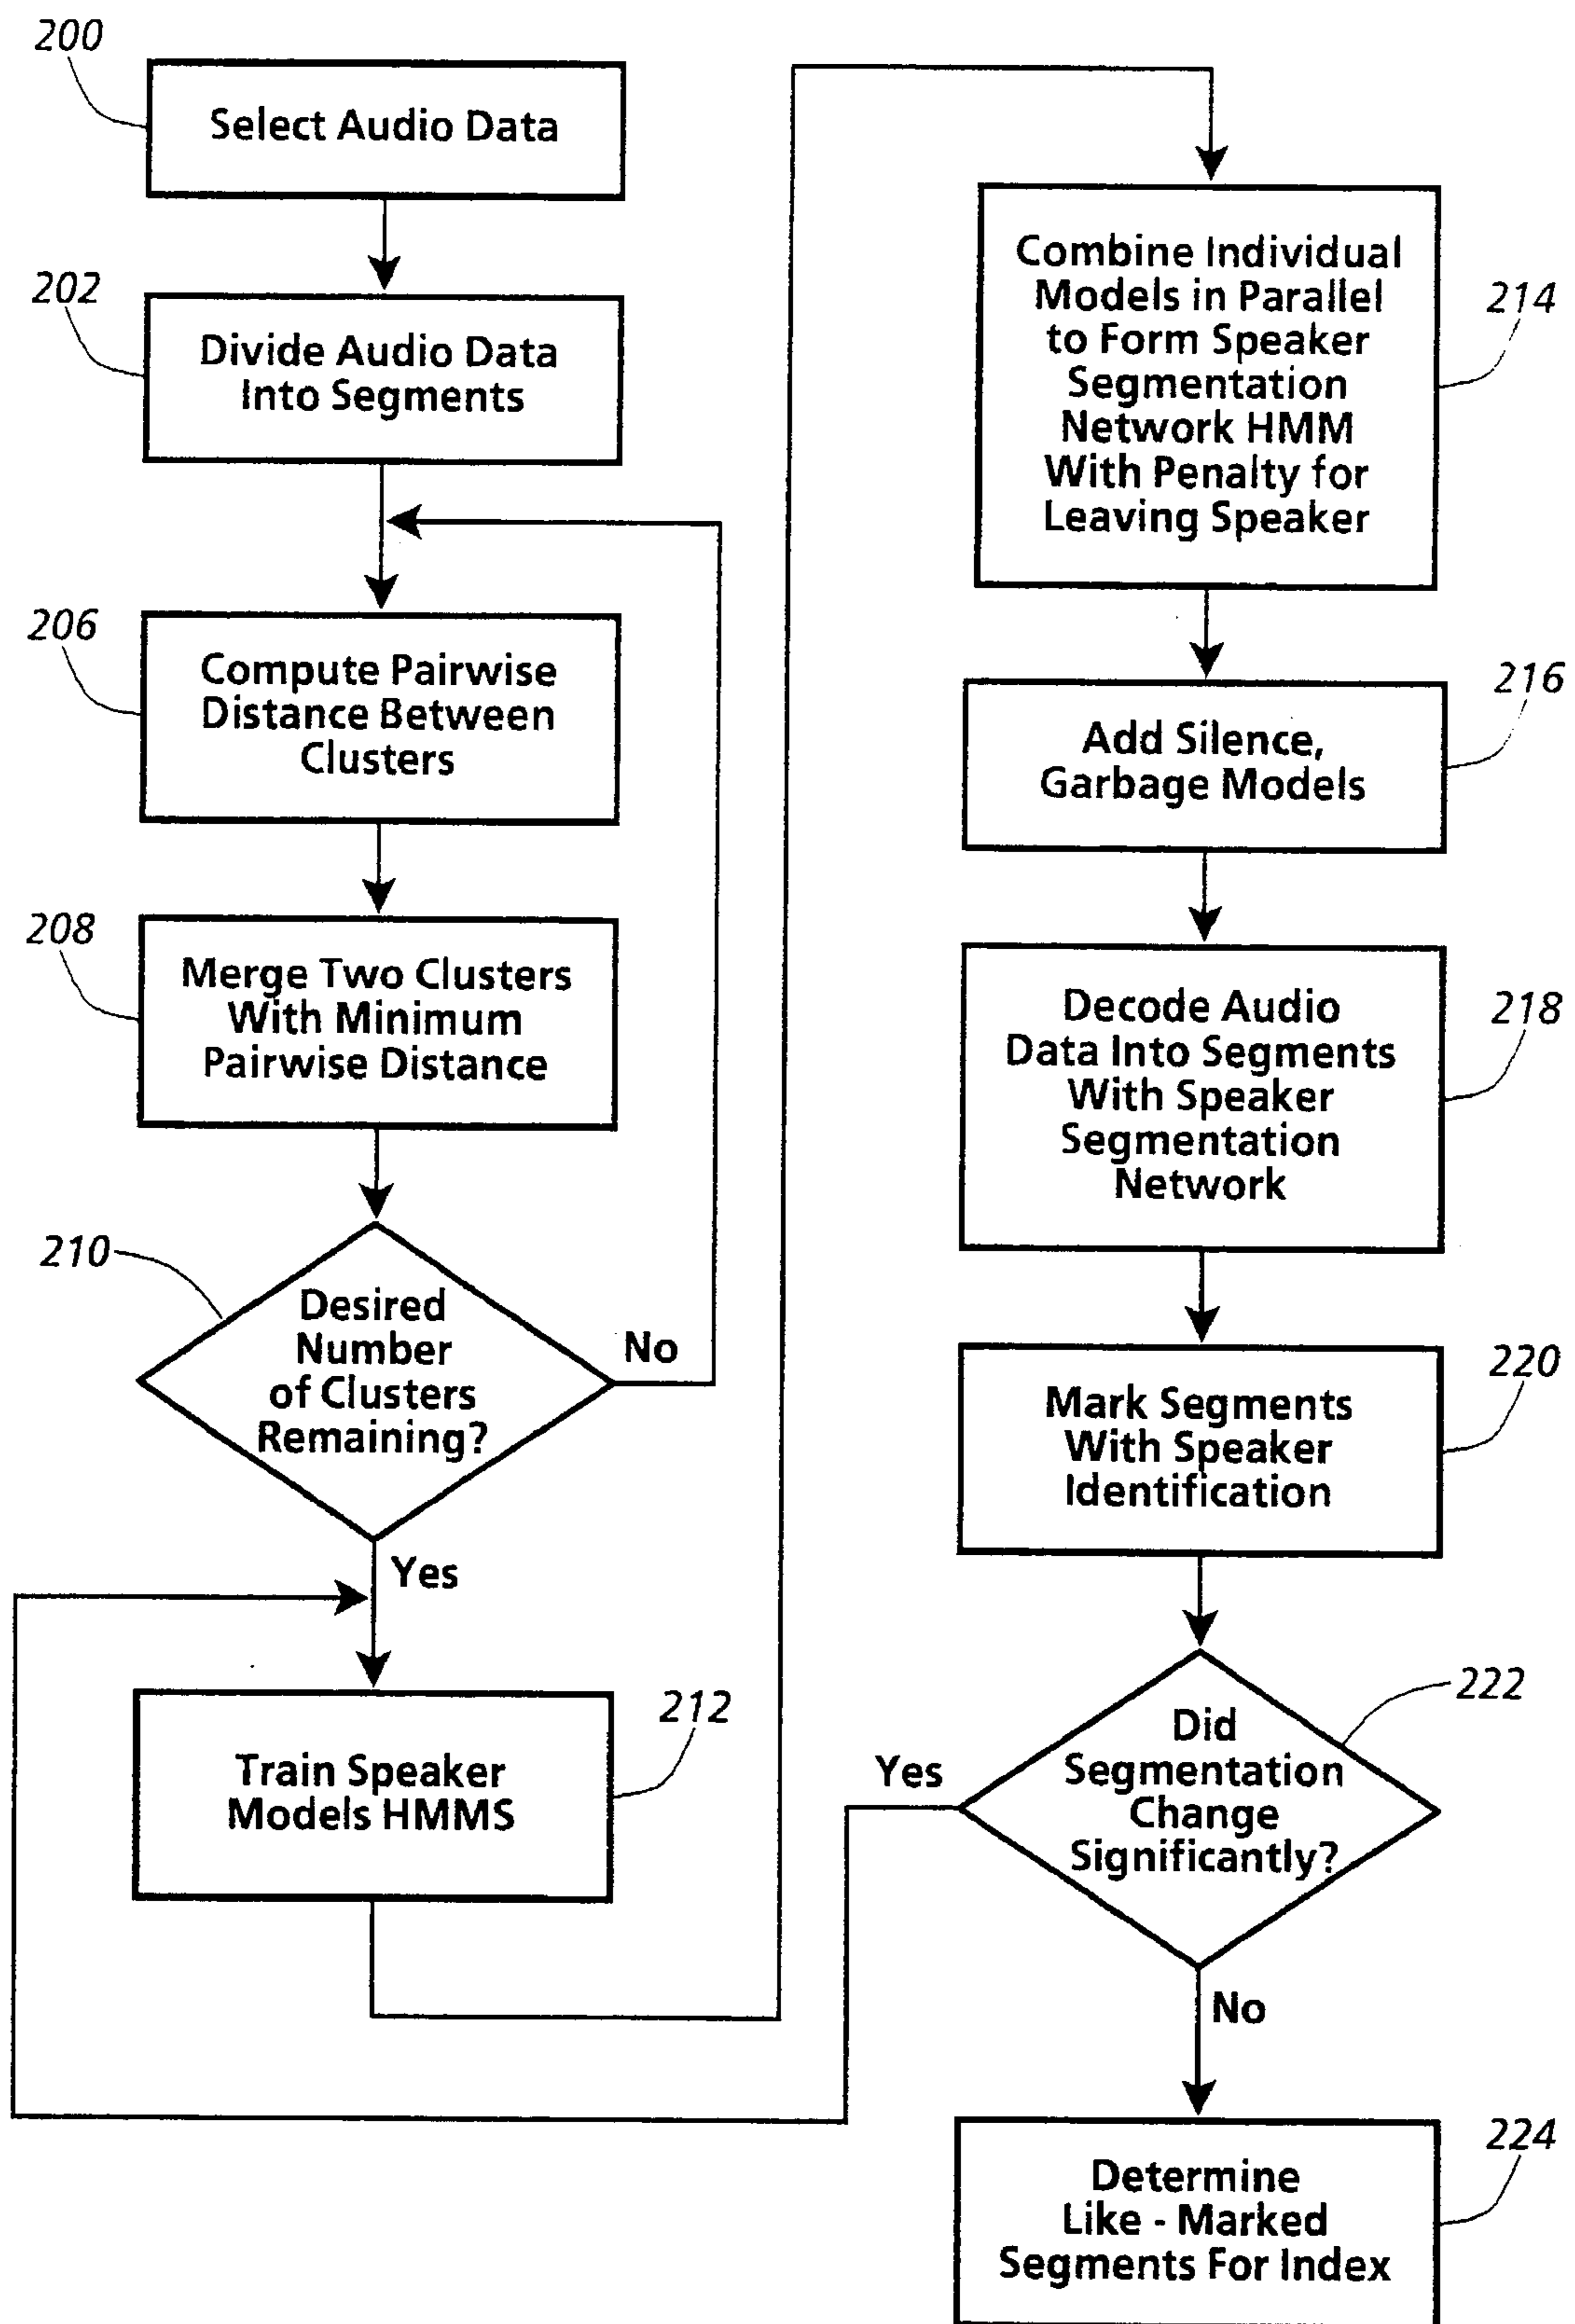 200
Select Audio Data
202
Divide Audio Data
Into Segments
206
Compute Pairwise
Distance Between
Clusters
208
Merge Two Clusters
With Minimum
Pairwise Distance
210
Desired
Number
of Clusters
Remaining?
No
Yes
212
Train Speaker
Models HMMS
Combine Individual
Models in Parallel
to Form Speaker
Segmentation
Network HMM
With Penalty for
Leaving Speaker
214
216
Add Silence,
Garbage Models
Decode Audio
Data Into Segments
With Speaker
Segmentation
Network
218
220
Mark Segments
With Speaker
Identification
222
Did
Segmentation
Change
Significantly?
Yes
No
224
Determine
Like - Marked
Segments For Index